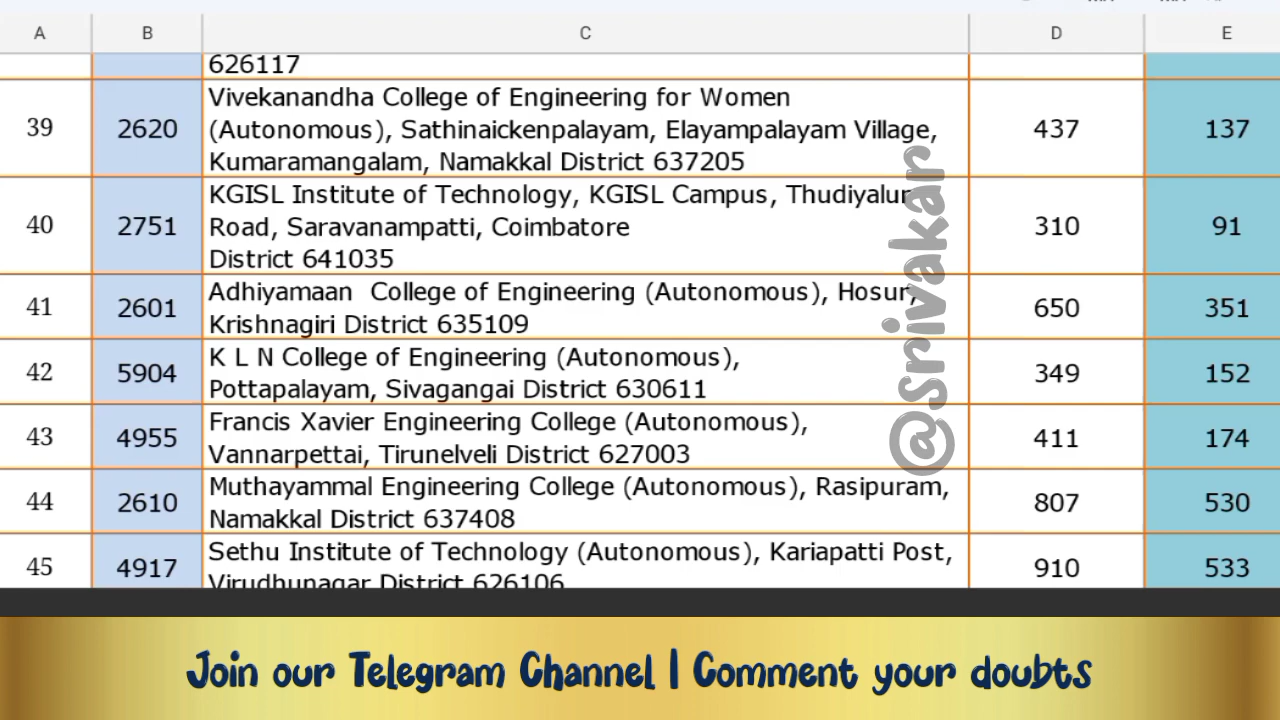 A B C D E
626117
39 2620 Vivekanandha College of Engineering for Women
(Autonomous), Sathinaickenpalayam, Elayampalayam Village,
Kumaramangalam, Namakkal District 637205 437 137
40 2751 KGISL Institute of Technology, KGISL Campus, Thudiyalur
Road, Saravanampatti, Coimbatore
District 641035 310 91
41 2601 Adhiyamaan College of Engineering (Autonomous), Hosur,
Krishnagiri District 635109 650 351
42 5904 K L N College of Engineering (Autonomous),
Pottapalayam, Sivagangai District 630611 349 152
43 4955 Francis Xavier Engineering College (Autonomous),
Vannarpettai, Tirunelveli District 627003 411 174
44 2610 Muthayammal Engineering College (Autonomous), Rasipuram,
Namakkal District 637408 807 530
45 4917 Sethu Institute of Technology (Autonomous), Kariapatti Post,
Virudhunagar District 626106 910 533
@srivakar
Join our Telegram Channel | Comment your doubts